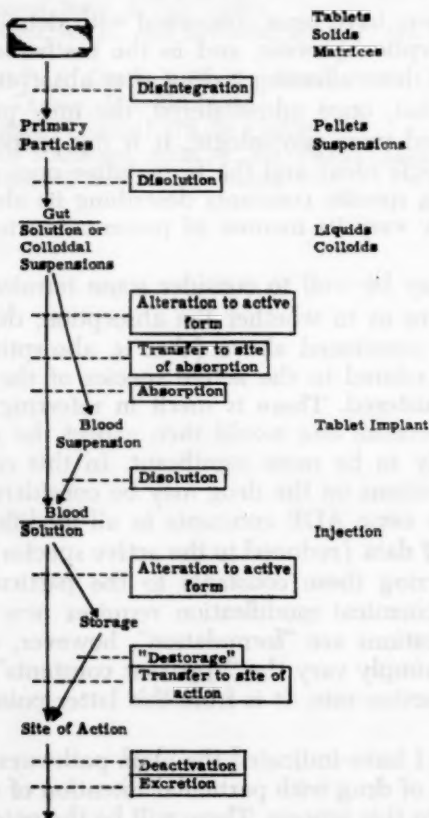 Tablets
Solids
Matrices
Disintegration
Primary
Particles
Pellets
Suspensions
Disolution
Gut
Solution or
Colloidal
Suspensions
Liquids
Colloids
Alteration to active
form
Transfer to site
of absorption
Absorption
Blood
Suspension
Tablet Implant
Disolution
Blood
Solution
Injection
Alteration to active
form
Storage
"Destorage"
Transfer to site of
action
Site of Action
Deactivation
Excretion